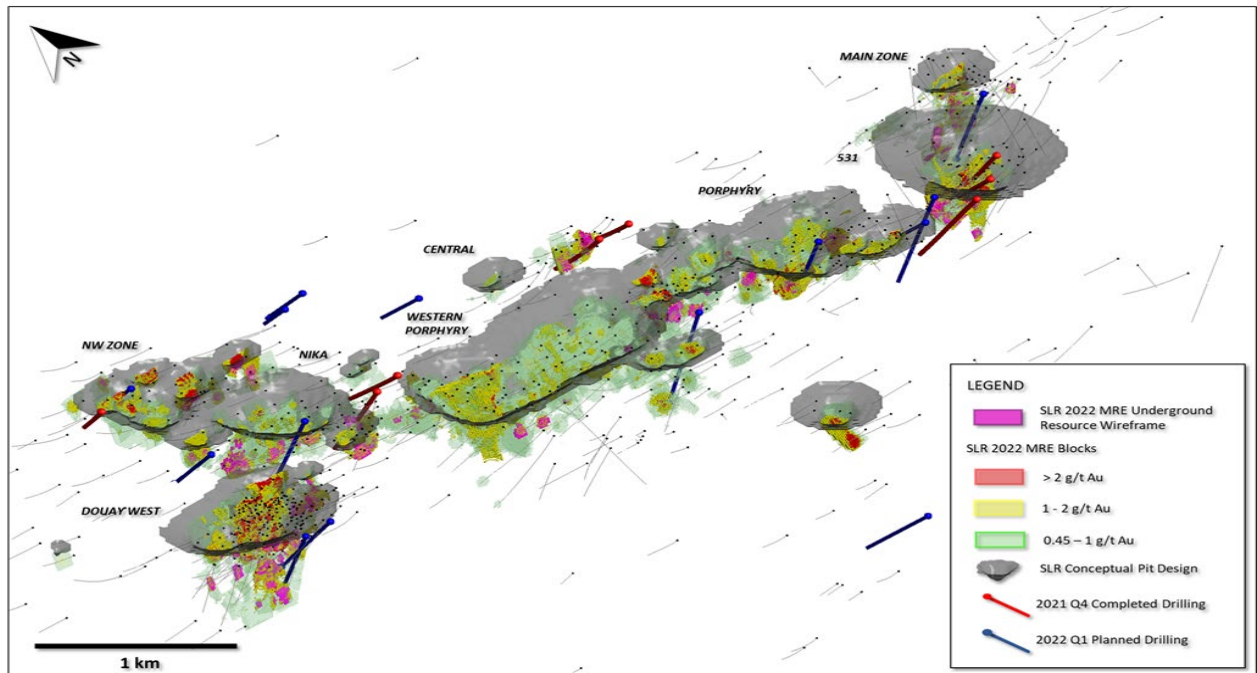 N
MAIN ZONE
531
PORPHYRY
CENTRAL
WESTERN
PORPHYRY
NW ZONE
NIKA
DOUAY WEST
1 km
LEGEND
SLR 2022 MRE Underground
Resource Wireframe
SLR 2022 MRE Blocks
> 2 g/t Au
1 - 2 g/t Au
0.45 – 1 g/t Au
SLR Conceptual Pit Design
2021 Q4 Completed Drilling
2022 Q1 Planned Drilling